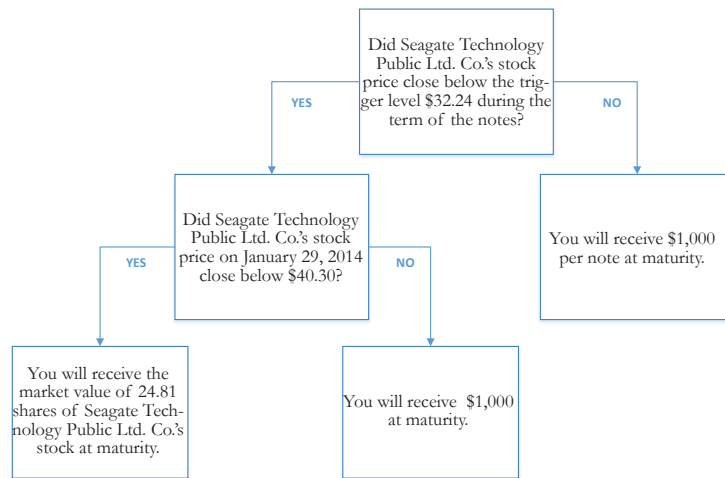 Did Seagate Technology
Public Ltd. Co.'s stock
price close below the trig-
ger level $32.24 during the
term of the notes?
YES
NO
Did Seagate Technology
Public Ltd. Co.'s stock
price on January 29, 2014
close below $40.30?
You will receive $1,000
per note at maturity.
YES
NO
You will receive the
market value of 24.81
shares of Seagate Tech-
nology Public Ltd. Co.'s
stock at maturity.
You will receive $1,000
at maturity.